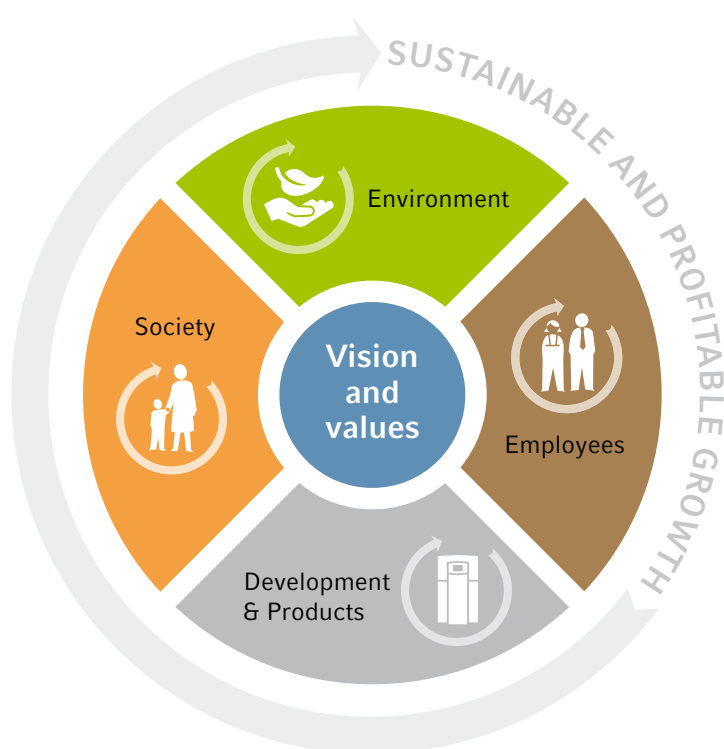 SUSTAINABLE AND PROFITABLE GROWTH
Environment
Society
Vision
and
values
Employees
Development
& Products